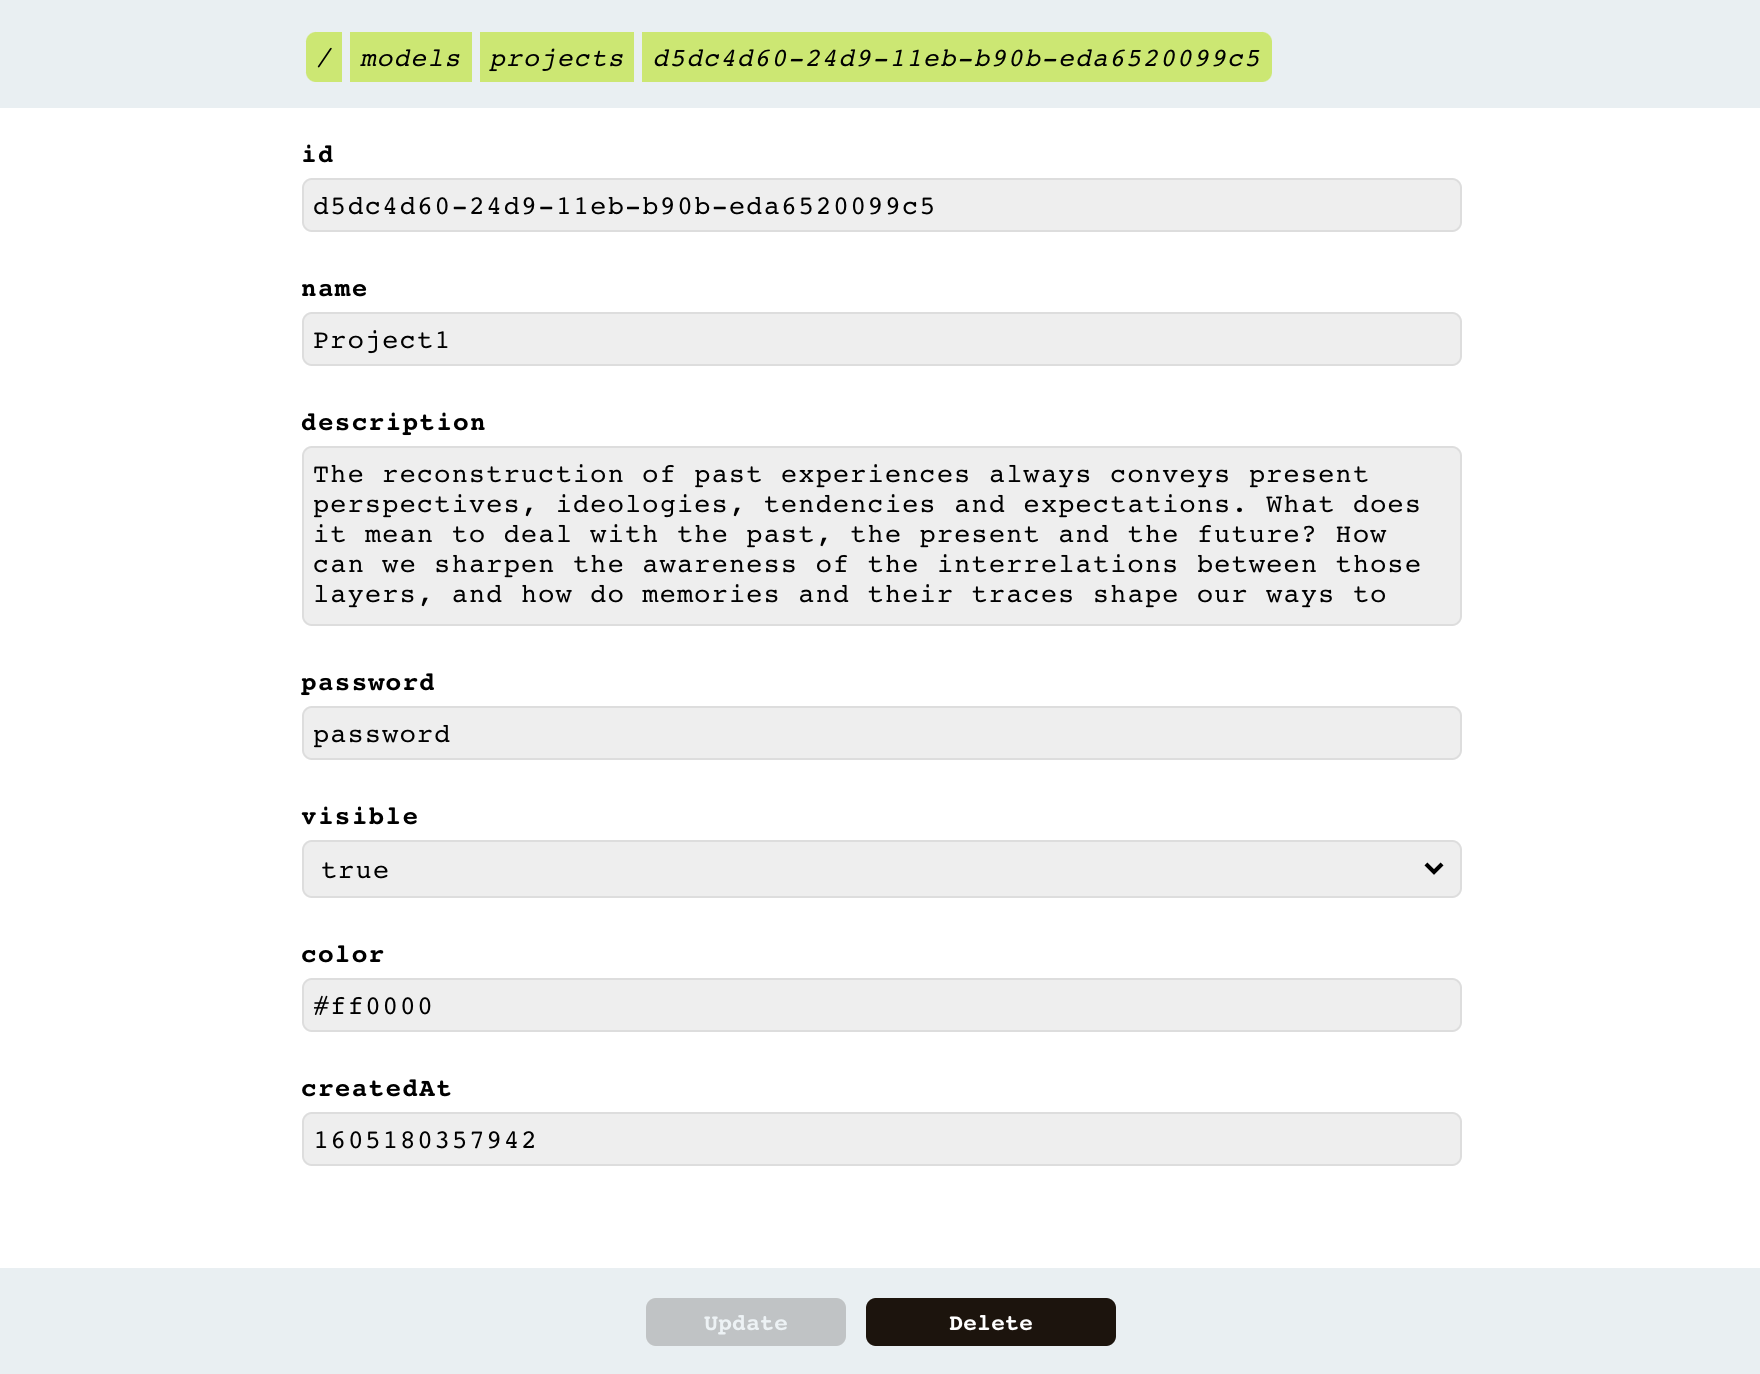 / models projects d5dc4d60-24d9-11eb-b90b-eda6520099c5
id
d5dc4d60-24d9-11eb-b90b-eda6520099c5
name
Project1
description
The reconstruction of past experiences always conveys present
perspectives, ideologies, tendencies and expectations. What does
it mean to deal with the past, the present and the future? How
can we sharpen the awareness of the interrelations between those
layers, and how do memories and their traces shape our ways to
password
password
visible
true
color
#ff0000
createdAt
1605180357942
Update Delete